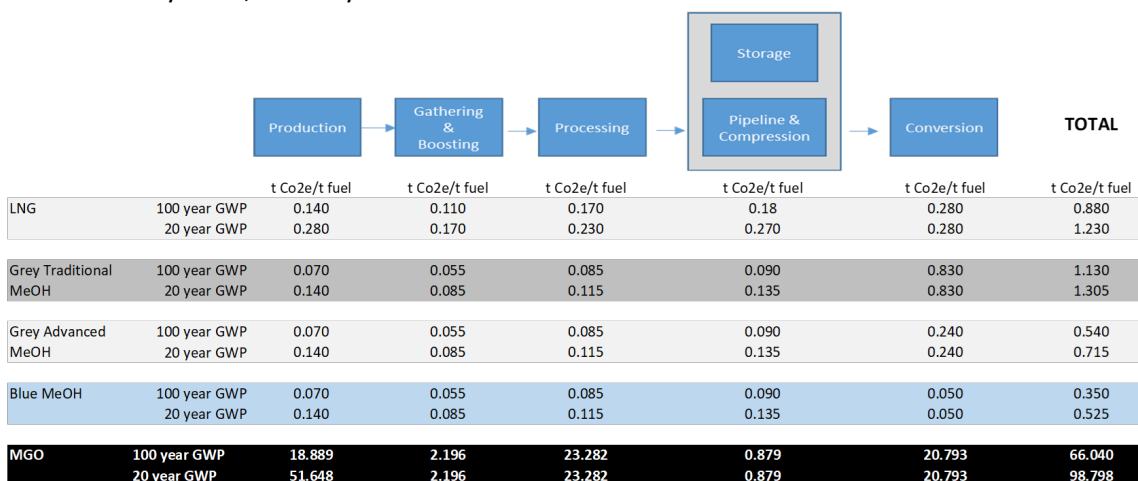 Storage
Production
Gathering
&
Boosting
Processing
Pipeline &
Compression
Conversion
TOTAL
t Co2e/t fuel t Co2e/t fuel t Co2e/t fuel t Co2e/t fuel t Co2e/t fuel t Co2e/t fuel
LNG 100 year GWP 0.140 0.110 0.170 0.18 0.280 0.880
20 year GWP 0.280 0.170 0.230 0.270 0.280 1.230
Grey Traditional 100 year GWP 0.070 0.055 0.085 0.090 0.830 1.130
MeOH 20 year GWP 0.140 0.085 0.115 0.135 0.830 1.305
Grey Advanced 100 year GWP 0.070 0.055 0.085 0.090 0.240 0.540
MeOH 20 year GWP 0.140 0.085 0.115 0.135 0.240 0.715
Blue MeOH 100 year GWP 0.070 0.055 0.085 0.090 0.050 0.350
20 year GWP 0.140 0.085 0.115 0.135 0.050 0.525
MGO 100 year GWP 18.889 2.196 23.282 0.879 20.793 66.040
20 year GWP 51.648 2.196 23.282 0.879 20.793 98.798